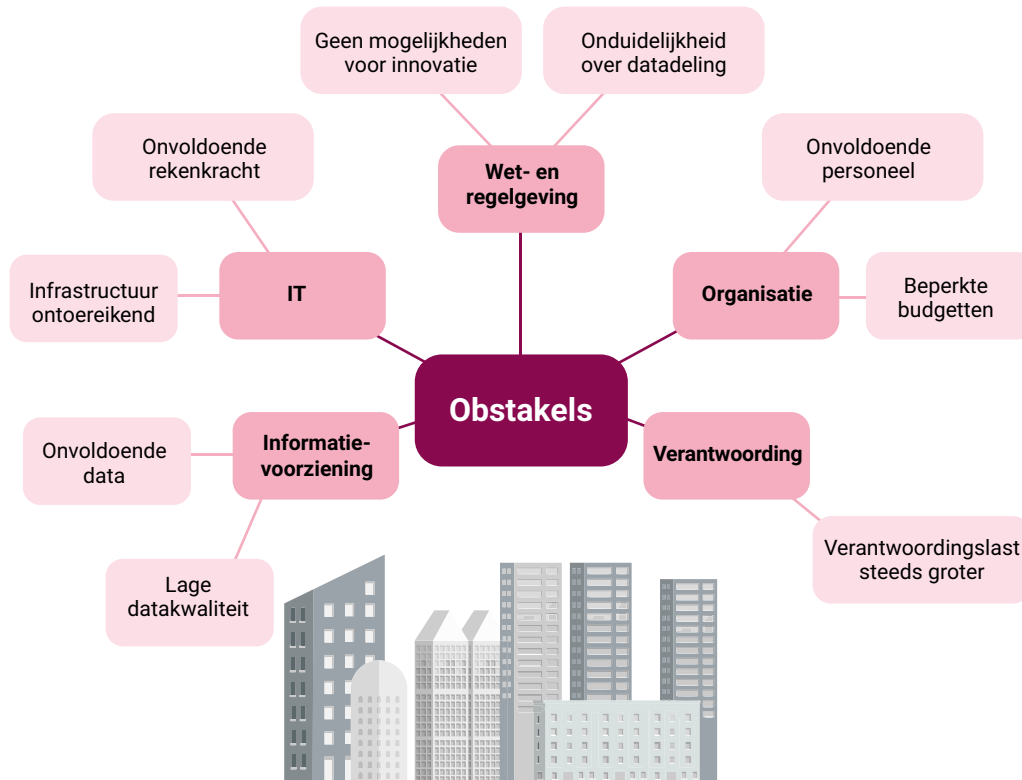 Geen mogelijkheden
voor innovatie
Onduidelijkheid
over datadeling
Onvoldoende
rekenkracht
Wet- en
regelgeving
Onvoldoende
personeel
Infrastructuur
ontoereikend
IT
Organisatie
Beperkte
budgetten
Obstakels
Onvoldoende
data
Informatie-
voorziening
Verantwoording
Lage
datakwaliteit
Verantwoordingslast
steeds groter